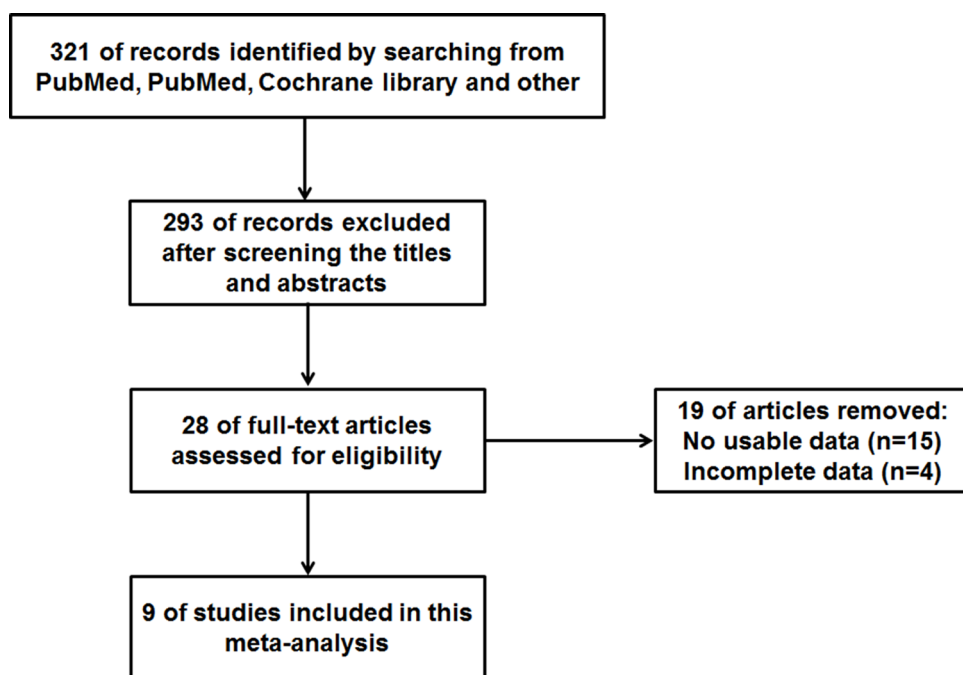 321 of records identified by searching from
PubMed, PubMed, Cochrane library and other
293 of records excluded
after screening the titles
and abstracts
28 of full-text articles
assessed for eligibility
19 of articles removed:
No usable data (n=15)
Incomplete data (n=4)
9 of studies included in this
meta-analysis